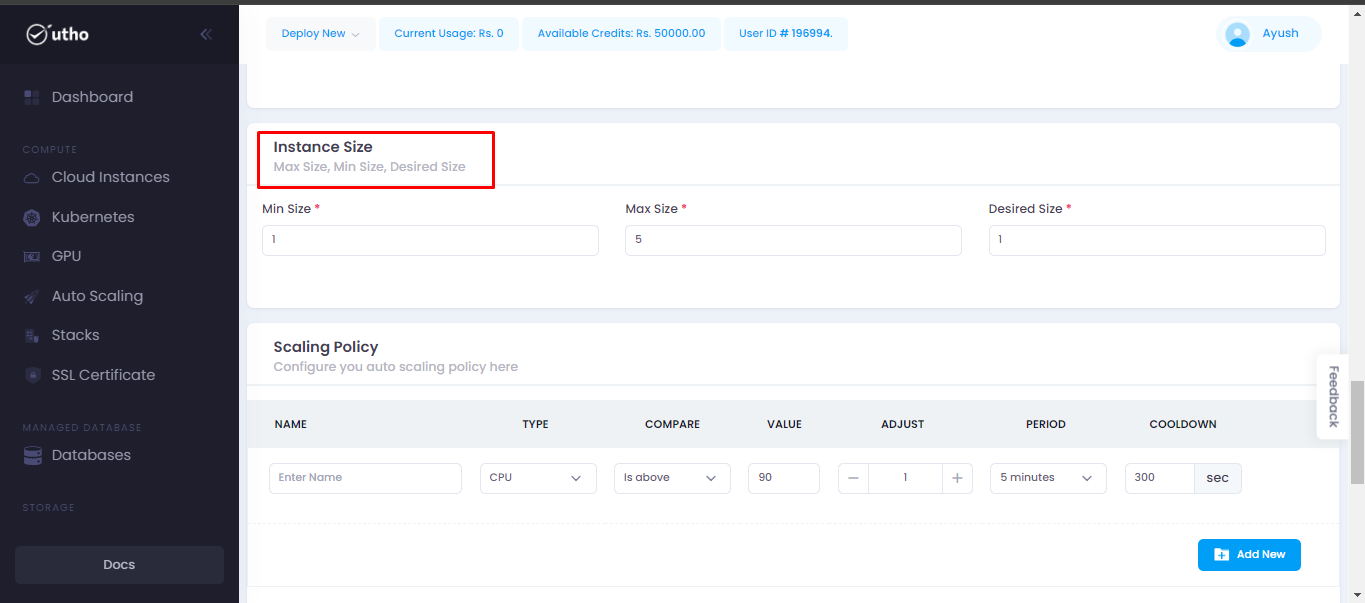 utho
Deploy New
Current Usage: Rs. 0
Available Credits: Rs. 50000.00
User ID # 196994.
Ayush
Dashboard
COMPUTE
Cloud Instances
Kubernetes
GPU
Auto Scaling
Stacks
SSL Certificate
MANAGED DATABASE
Databases
STORAGE
Docs
Instance Size
Max Size, Min Size, Desired Size
Min Size *
Max Size *
Desired Size *
1
5
1
Scaling Policy
Configure you auto scaling policy here
NAME TYPE COMPARE VALUE ADJUST PERIOD COOLDOWN
Enter Name CPU Is above 90 — 1 + 5 minutes 300 sec
Add New
Feedback